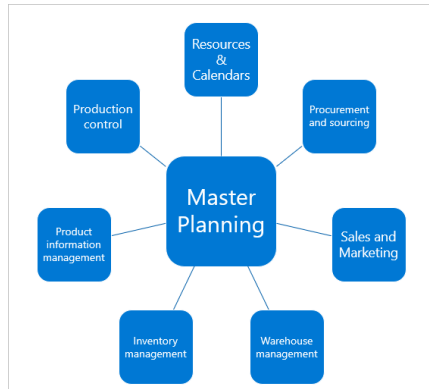 Resources
&
Calendars
Production
control
Procurement
and sourcing
Master
Planning
Product
information
management
Sales and
Marketing
Inventory
management
Warehouse
management